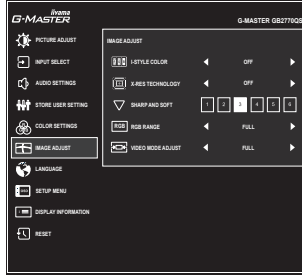 iiyama
G-MASTER
G-MASTER GB2770QS
PICTURE ADJUST
INPUT SELECT
AUDIO SETTINGS
STORE USER SETTING
COLOR SETTINGS
IMAGE ADJUST
LANGUAGE
SETUP MENU
DISPLAY INFORMATION
RESET
IMAGE ADJUST
I-STYLE COLOR OFF
X-RES TECHNOLOGY OFF
SHARP AND SOFT 1 2 3 4 5 6
RGB RGB RANGE FULL
VIDEO MODE ADJUST FULL